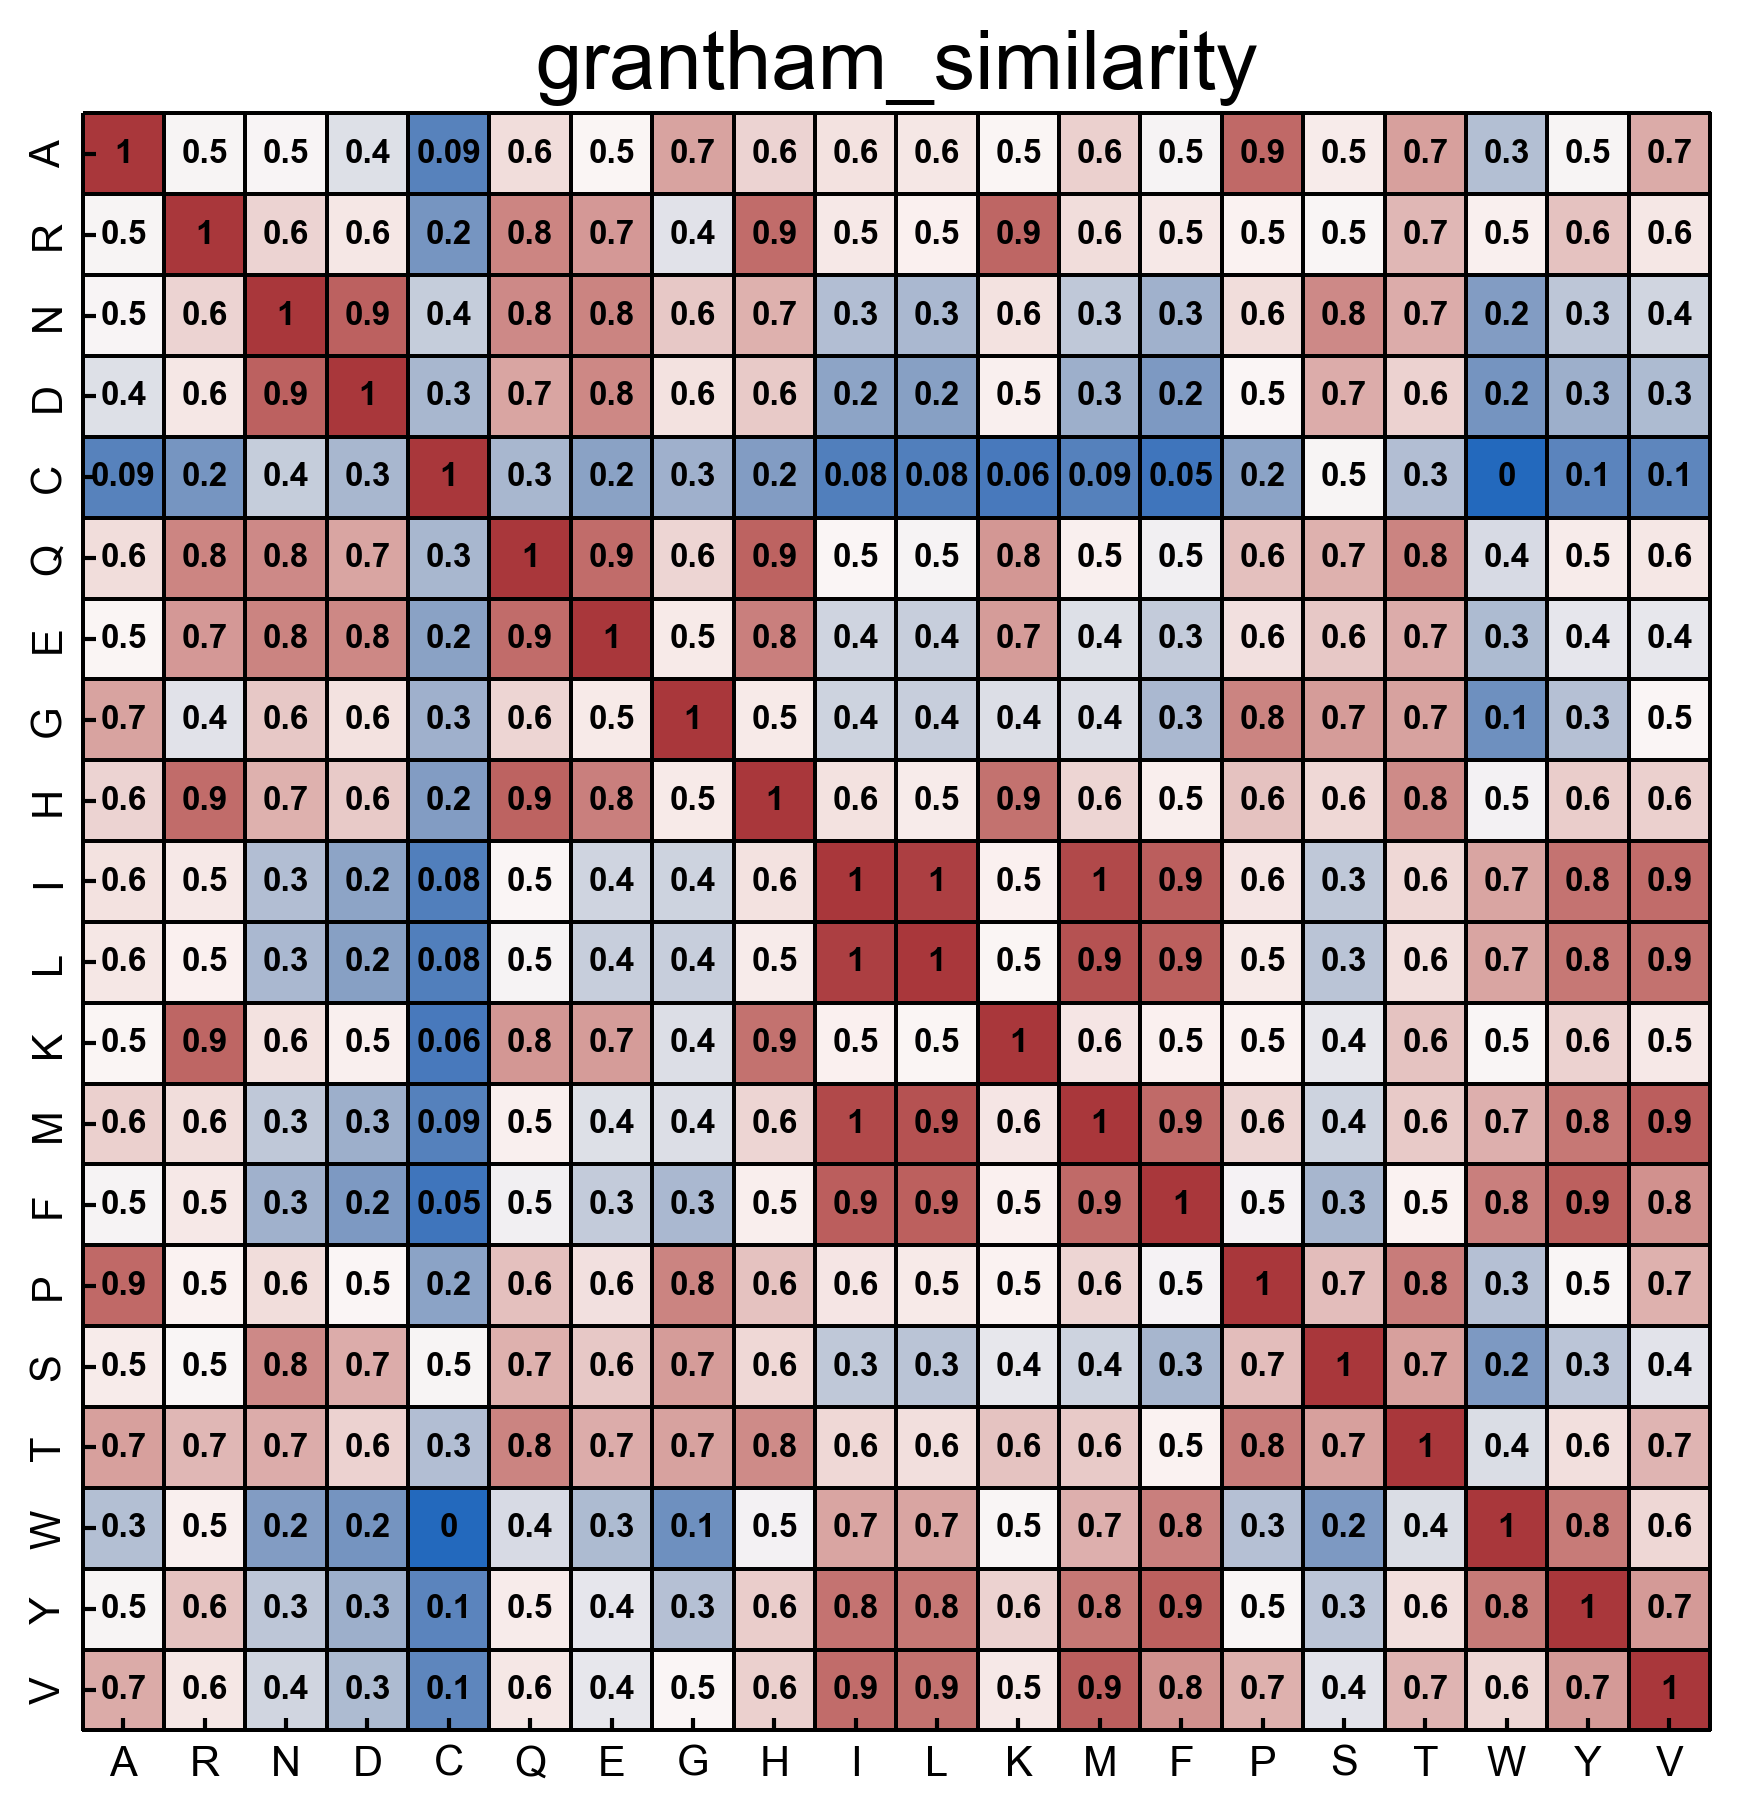 grantham_similarity
A 1 0.5 0.5 0.4 0.09 0.6 0.5 0.7 0.6 0.6 0.6 0.5 0.6 0.5 0.9 0.5 0.7 0.3 0.5 0.7
R 0.5 1 0.6 0.6 0.2 0.8 0.7 0.4 0.9 0.5 0.5 0.9 0.6 0.5 0.5 0.5 0.7 0.5 0.6 0.6
N 0.5 0.6 1 0.9 0.4 0.8 0.8 0.6 0.7 0.3 0.3 0.6 0.3 0.3 0.6 0.8 0.7 0.2 0.3 0.4
D 0.4 0.6 0.9 1 0.3 0.7 0.8 0.6 0.6 0.2 0.2 0.5 0.3 0.2 0.5 0.7 0.6 0.2 0.3 0.3
C 0.09 0.2 0.4 0.3 1 0.3 0.2 0.3 0.2 0.08 0.08 0.06 0.09 0.05 0.2 0.5 0.3 0 0.1 0.1
Q 0.6 0.8 0.8 0.7 0.3 1 0.9 0.6 0.9 0.5 0.5 0.8 0.5 0.5 0.6 0.7 0.8 0.4 0.5 0.6
E 0.5 0.7 0.8 0.8 0.2 0.9 1 0.5 0.8 0.4 0.4 0.7 0.4 0.3 0.6 0.6 0.7 0.3 0.4 0.4
G 0.7 0.4 0.6 0.6 0.3 0.6 0.5 1 0.5 0.4 0.4 0.4 0.4 0.3 0.8 0.7 0.7 0.1 0.3 0.5
H 0.6 0.9 0.7 0.6 0.2 0.9 0.8 0.5 1 0.6 0.5 0.9 0.6 0.5 0.6 0.6 0.8 0.5 0.6 0.6
I 0.6 0.5 0.3 0.2 0.08 0.5 0.4 0.4 0.6 1 1 0.5 1 0.9 0.6 0.3 0.6 0.7 0.8 0.9
L 0.6 0.5 0.3 0.2 0.08 0.5 0.4 0.4 0.5 1 1 0.5 0.9 0.9 0.5 0.3 0.6 0.7 0.8 0.9
K 0.5 0.9 0.6 0.5 0.06 0.8 0.7 0.4 0.9 0.5 0.5 1 0.6 0.5 0.5 0.4 0.6 0.5 0.6 0.5
M 0.6 0.6 0.3 0.3 0.09 0.5 0.4 0.4 0.6 1 0.9 0.6 1 0.9 0.6 0.4 0.6 0.7 0.8 0.9
F 0.5 0.5 0.3 0.2 0.05 0.5 0.3 0.3 0.5 0.9 0.9 0.5 0.9 1 0.5 0.3 0.5 0.8 0.9 0.8
P 0.9 0.5 0.6 0.5 0.2 0.6 0.6 0.8 0.6 0.6 0.5 0.5 0.6 0.5 1 0.7 0.8 0.3 0.5 0.7
S 0.5 0.5 0.8 0.7 0.5 0.7 0.6 0.7 0.6 0.3 0.3 0.4 0.4 0.3 0.7 1 0.7 0.2 0.3 0.4
T 0.7 0.7 0.7 0.6 0.3 0.8 0.7 0.7 0.8 0.6 0.6 0.6 0.6 0.5 0.8 0.7 1 0.4 0.6 0.7
W 0.3 0.5 0.2 0.2 0 0.4 0.3 0.1 0.5 0.7 0.7 0.5 0.7 0.8 0.3 0.2 0.4 1 0.8 0.6
Y 0.5 0.6 0.3 0.3 0.1 0.5 0.4 0.3 0.6 0.8 0.8 0.6 0.8 0.9 0.5 0.3 0.6 0.8 1 0.7
V 0.7 0.6 0.4 0.3 0.1 0.6 0.4 0.5 0.6 0.9 0.9 0.5 0.9 0.8 0.7 0.4 0.7 0.6 0.7 1
A R N D C Q E G H I L K M F P S T W Y V